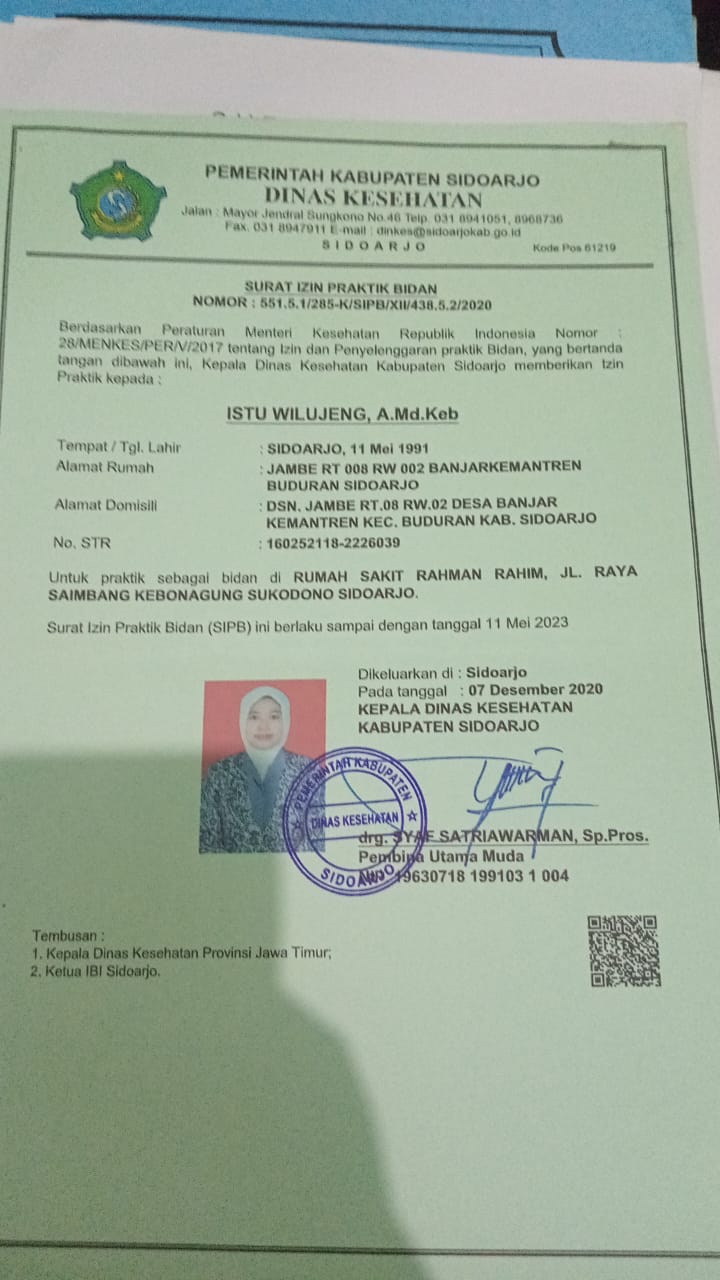 PEMERINTAH KABUPATEN SIDOARJO
DINAS KESEHATAN
Jalan : Mayor Jendral Sungkono No.46 Telp. 031 8941051, 8968736
Fax. 031 8947911 E-mail : dinkes@sidoarjokab.go.id
S I D O A R J O
Kode Pos 61219
SURAT IZIN PRAKTIK BIDAN
NOMOR : 551.5.1/285-K/SIPB/XII/438.5.2/2020
Berdasarkan Peraturan Menteri Kesehatan Republik Indonesia Nomor :
28/MENKES/PER/V/2017 tentang Izin dan Penyelenggaran praktik Bidan, yang bertanda
tangan dibawah ini, Kepala Dinas Kesehatan Kabupaten Sidoarjo memberikan Izin
Praktik kepada :
ISTU WILUJENG, A.Md.Keb
Tempat / Tgl. Lahir : SIDOARJO, 11 Mei 1991
Alamat Rumah : JAMBE RT 008 RW 002 BANJARKEMANTREN
BUDURAN SIDOARJO
Alamat Domisili : DSN. JAMBE RT.08 RW.02 DESA BANJAR
KEMANTREN KEC. BUDURAN KAB. SIDOARJO
No. STR : 160252118-2226039
Untuk praktik sebagai bidan di RUMAH SAKIT RAHMAN RAHIM, JL. RAYA
SAIMBANG KEBONAGUNG SUKODONO SIDOARJO.
Surat Izin Praktik Bidan (SIPB) ini berlaku sampai dengan tanggal 11 Mei 2023
Dikeluarkan di : Sidoarjo
Pada tanggal : 07 Desember 2020
KEPALA DINAS KESEHATAN
KABUPATEN SIDOARJO
PEMERINTAH KABUPATEN
DINAS KESEHATAN
SIDOARJO
drg. SYAF SATRIAWARMAN, Sp.Pros.
Pembina Utama Muda
19630718 199103 1 004
Tembusan :
1. Kepala Dinas Kesehatan Provinsi Jawa Timur;
2. Ketua IBI Sidoarjo.